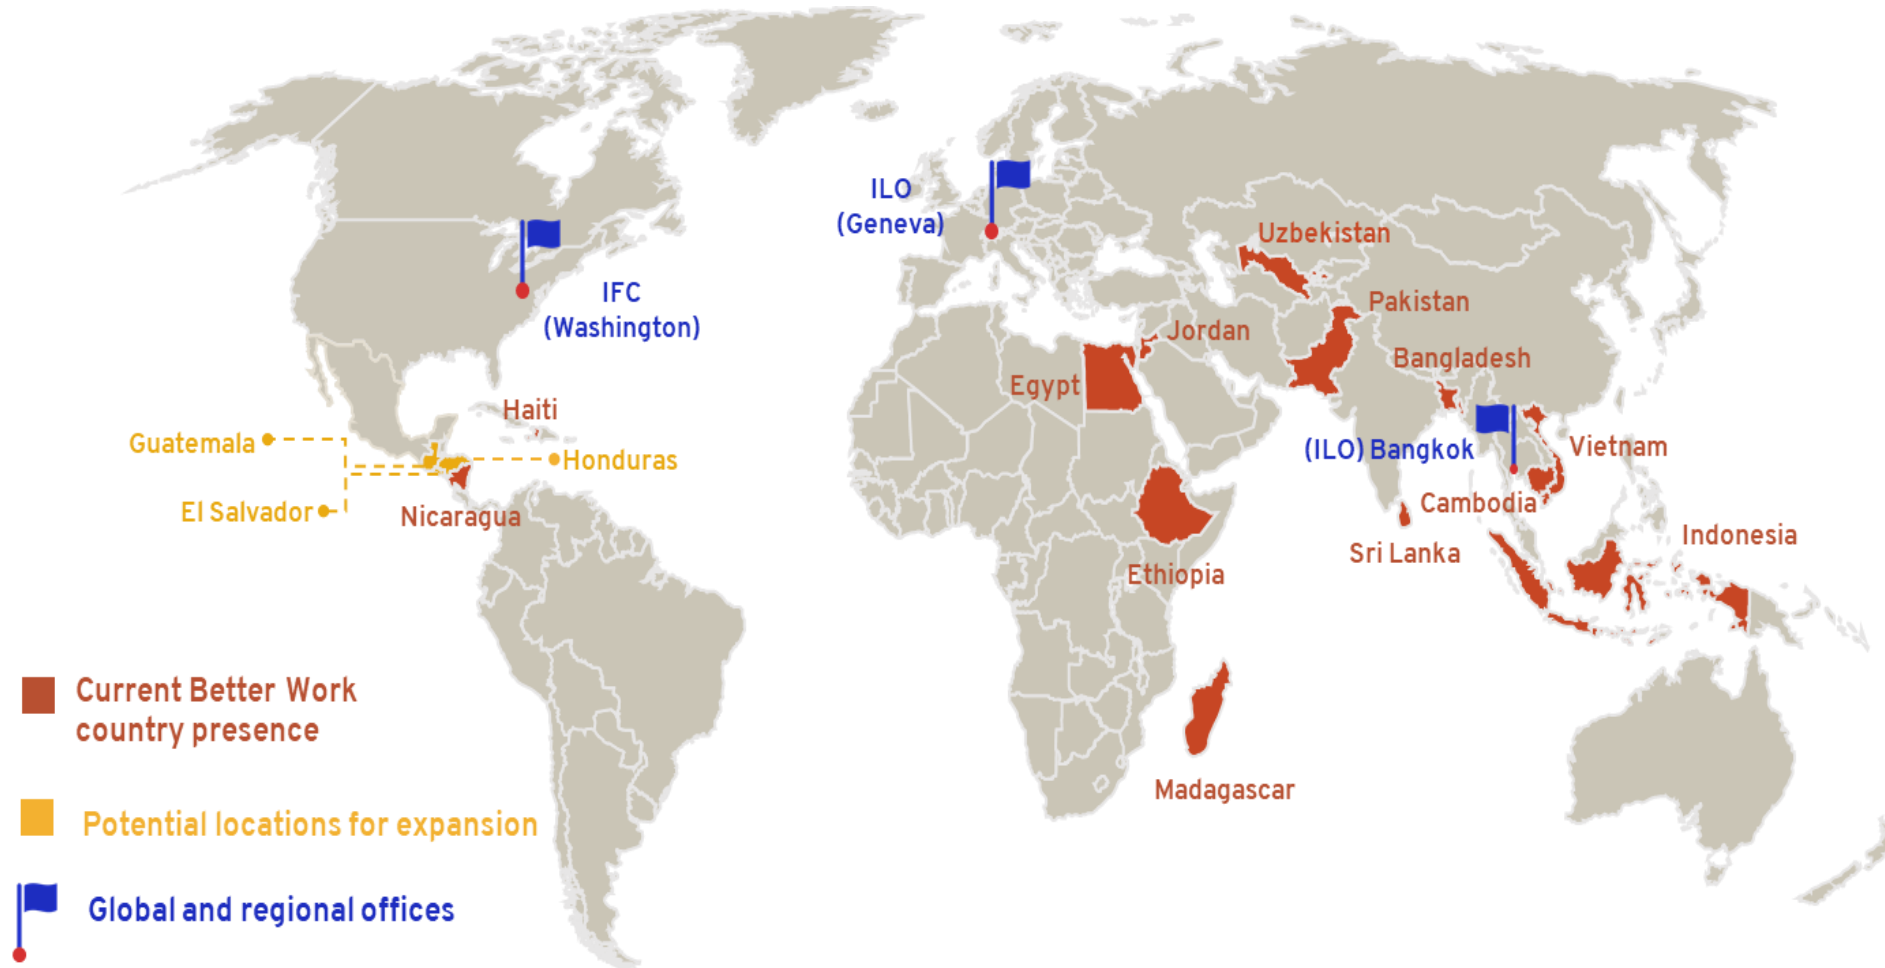 ILO
(Geneva)
Uzbekistan
IFC
(Washington)
Pakistan
Jordan
Bangladesh
Egypt
Haiti
Guatemala
Honduras
(ILO) Bangkok
Vietnam
El Salvador
Nicaragua
Cambodia
Sri Lanka
Indonesia
Ethiopia
Madagascar
Current Better Work
country presence
Potential locations for expansion
Global and regional offices